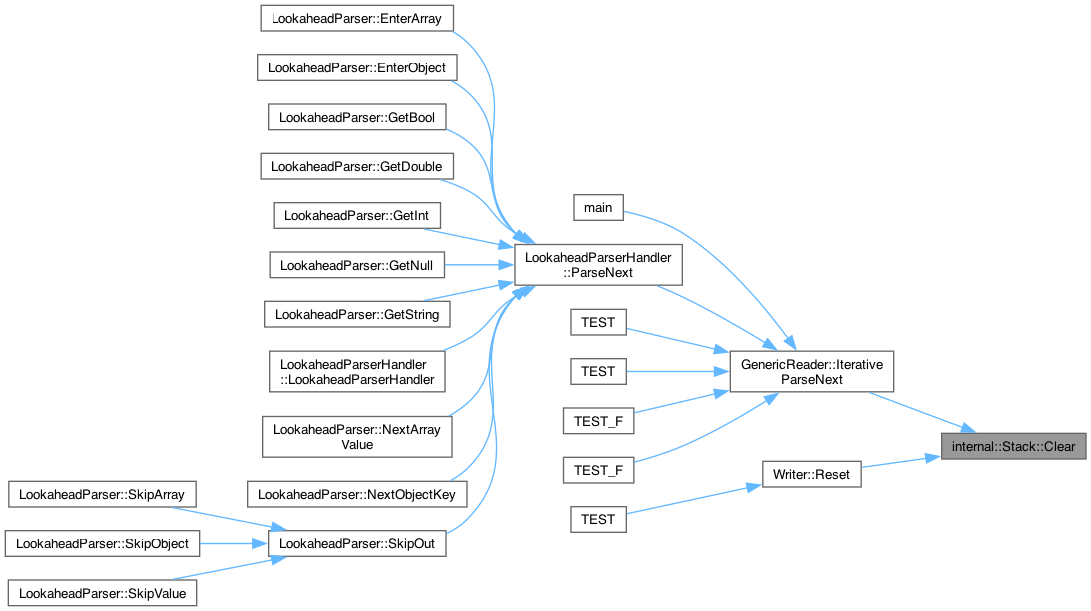 LookaheadParser::EnterArray
LookaheadParser::EnterObject
LookaheadParser::GetBool
LookaheadParser::GetDouble
LookaheadParser::GetInt
LookaheadParser::GetNull
LookaheadParser::GetString
LookaheadParserHandler
::LookaheadParserHandler
LookaheadParser::NextArray
Value
LookaheadParser::NextObjectKey
LookaheadParser::SkipOut
LookaheadParser::SkipArray
LookaheadParser::SkipObject
LookaheadParser::SkipValue
main
LookaheadParserHandler
::ParseNext
TEST
TEST
TEST_F
TEST_F
TEST
GenericReader::Iterative
ParseNext
Writer::Reset
internal::Stack::Clear